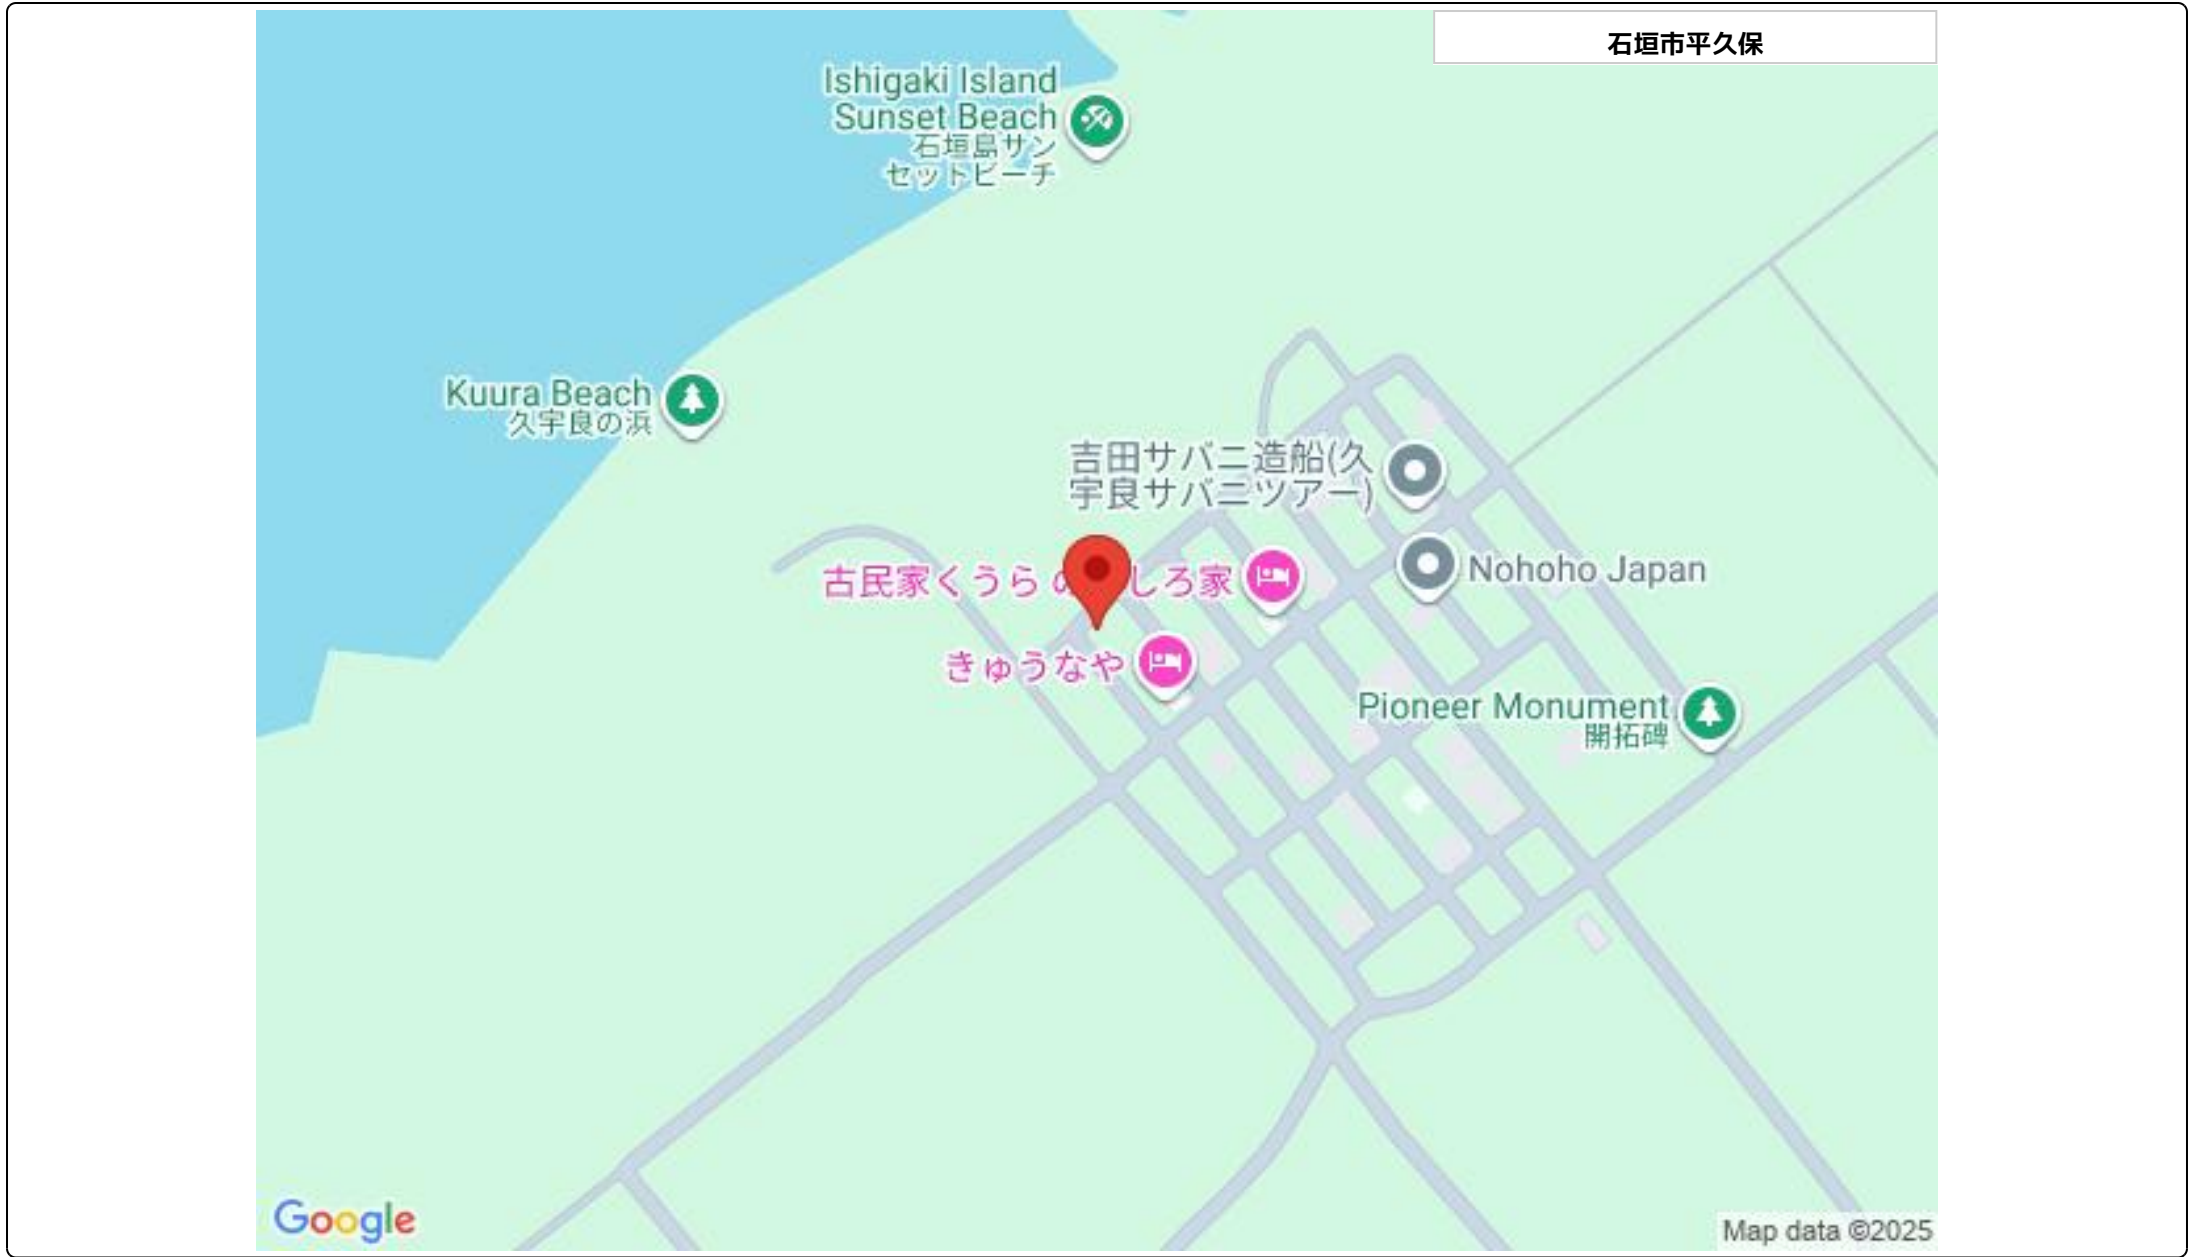 石垣市平久保
Ishigaki Island
Sunset Beach
石垣島サン
セットビーチ
Kuura Beach
久宇良の浜
吉田サバニ造船(久
宇良サバニツアー)
古民家くうら の しろ家
Nohoho Japan
きゅうなや
Pioneer Monument
開拓碑
Google
Map data ©2025